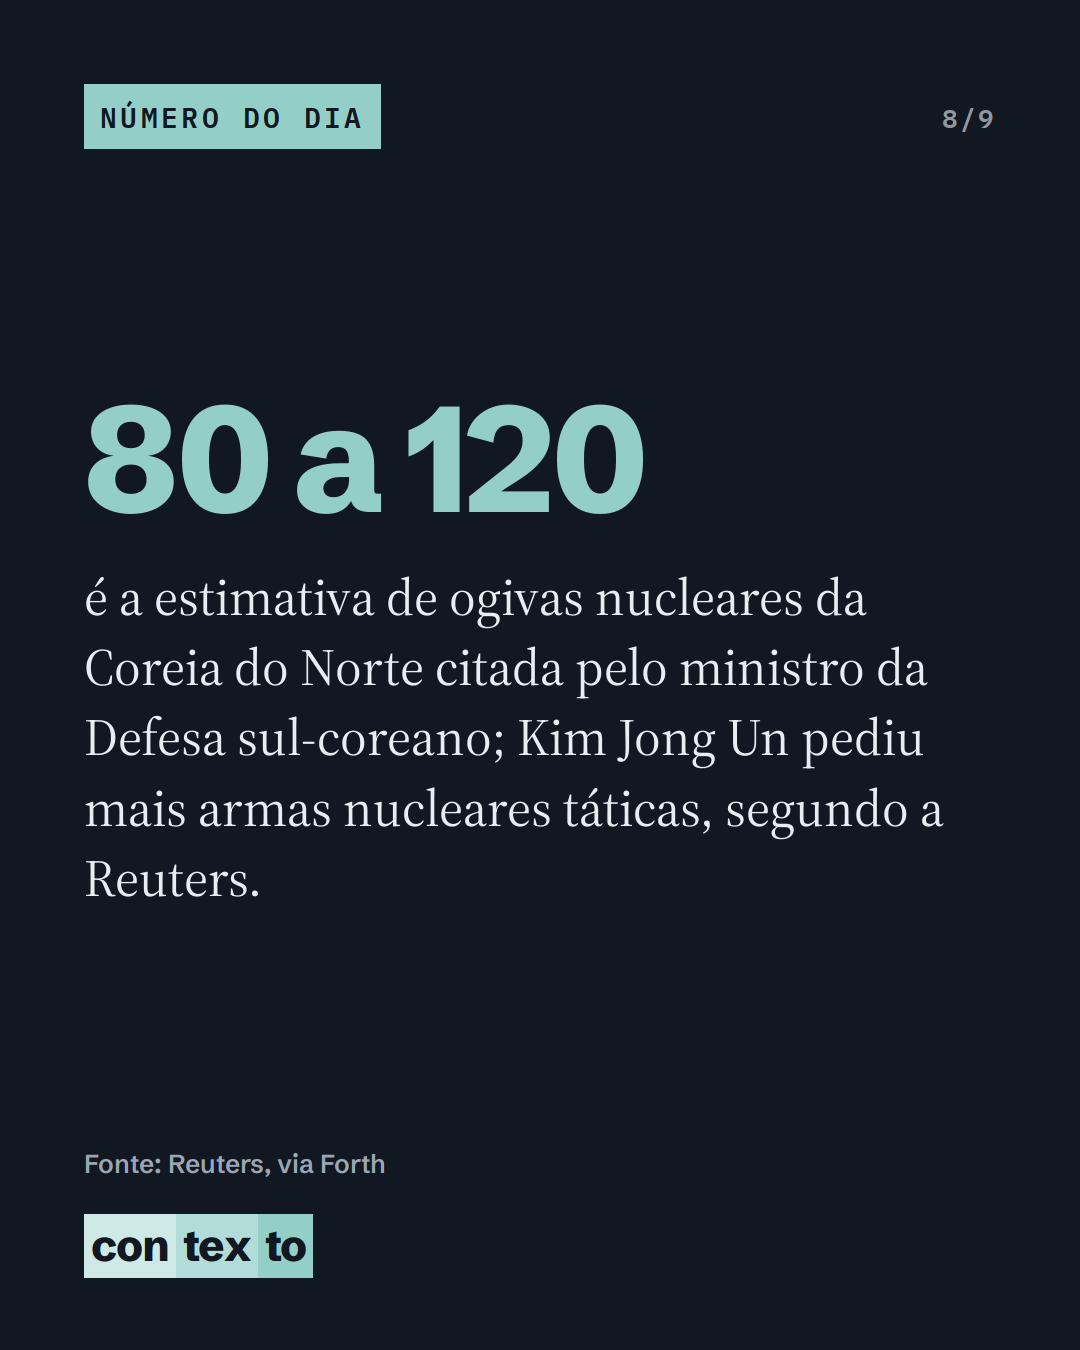 NÚMERO DO DIA
8/9
80 a 120
é a estimativa de ogivas nucleares da
Coreia do Norte citada pelo ministro da
Defesa sul-coreano; Kim Jong Un pediu
mais armas nucleares táticas, segundo a
Reuters.
Fonte: Reuters, via Forth
con tex to